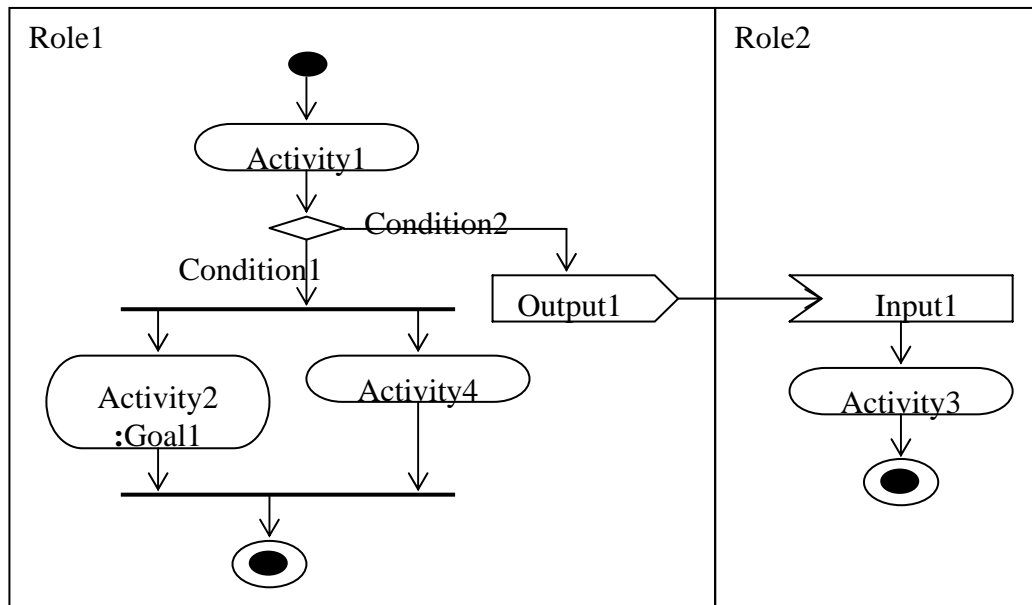 Role1
Role2
Activity1
Condition2
Condition1
Output1
Input1
Activity2
:Goal1
Activity4
Activity3